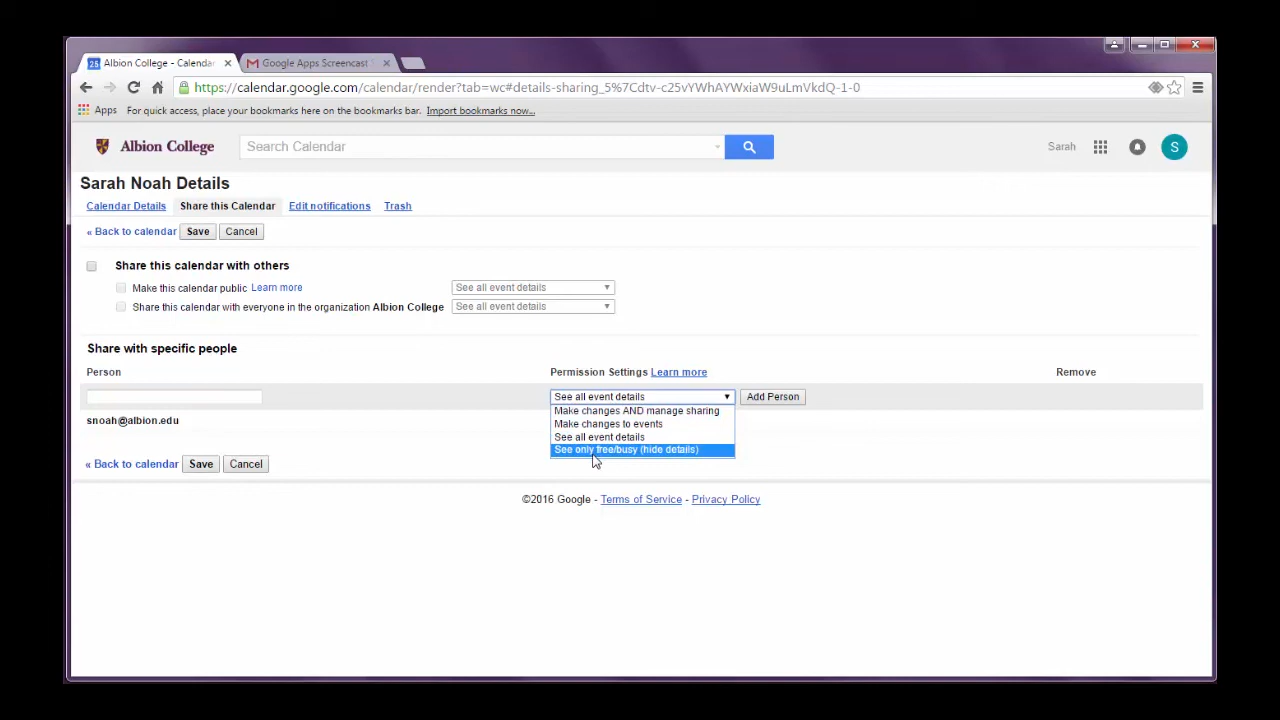 Albion College - Calendar
Google Apps Screencast
https://calendar.google.com/calendar/render?tab=wc#details-sharing_5%7Cdtv-c25vYWhAYWxiaW9uLmVkdQ-1-0
Apps For quick access, place your bookmarks here on the bookmarks bar. Import bookmarks now...
Albion College
Search Calendar
Sarah
S
Sarah Noah Details
Calendar Details Share this Calendar Edit notifications Trash
« Back to calendar Save Cancel
Share this calendar with others
Make this calendar public Learn more See all event details
Share this calendar with everyone in the organization Albion College See all event details
Share with specific people
Person Permission Settings Learn more Remove
See all event details Add Person
Make changes AND manage sharing
Make changes to events
See all event details
See only free/busy (hide details)
snoah@albion.edu
« Back to calendar Save Cancel
©2016 Google - Terms of Service - Privacy Policy